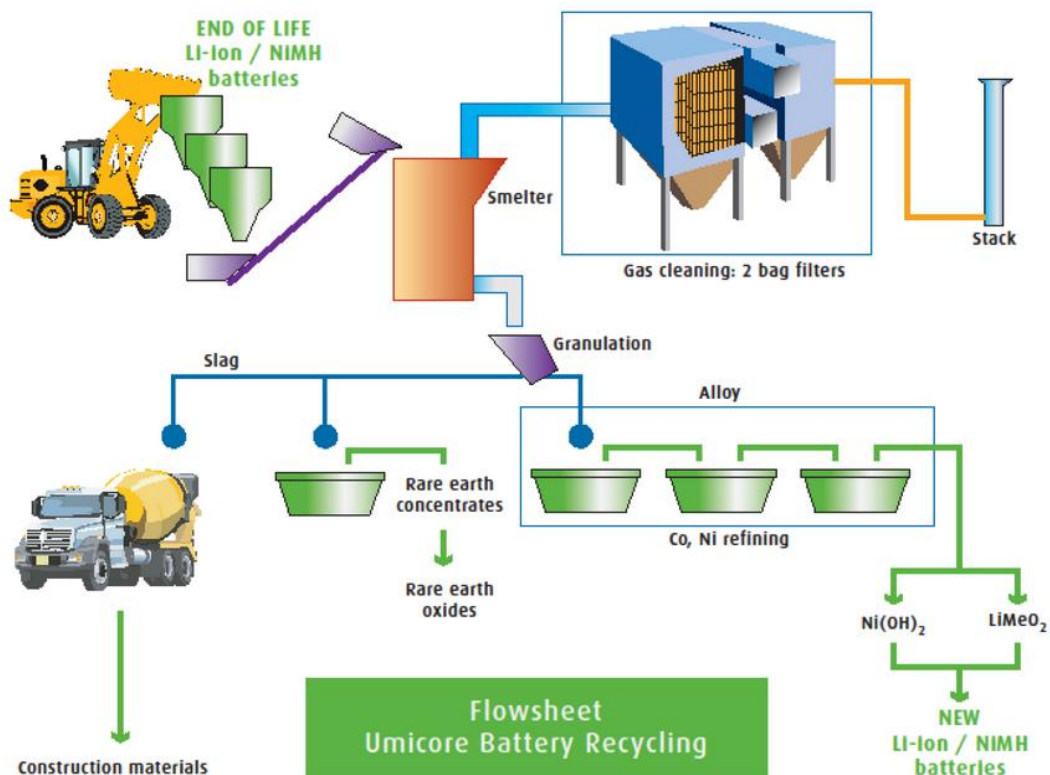 END OF LIFE
Li-Ion / NiMH
batteries
Smelter
Stack
Gas cleaning: 2 bag filters
Granulation
Slag
Alloy
Rare earth
concentrates
Co, Ni refining
Rare earth
oxides
Ni(OH)₂
LiMeO₂
Flowsheet
Umicore Battery Recycling
NEW
Li-Ion / NiMH
batteries
Construction materials